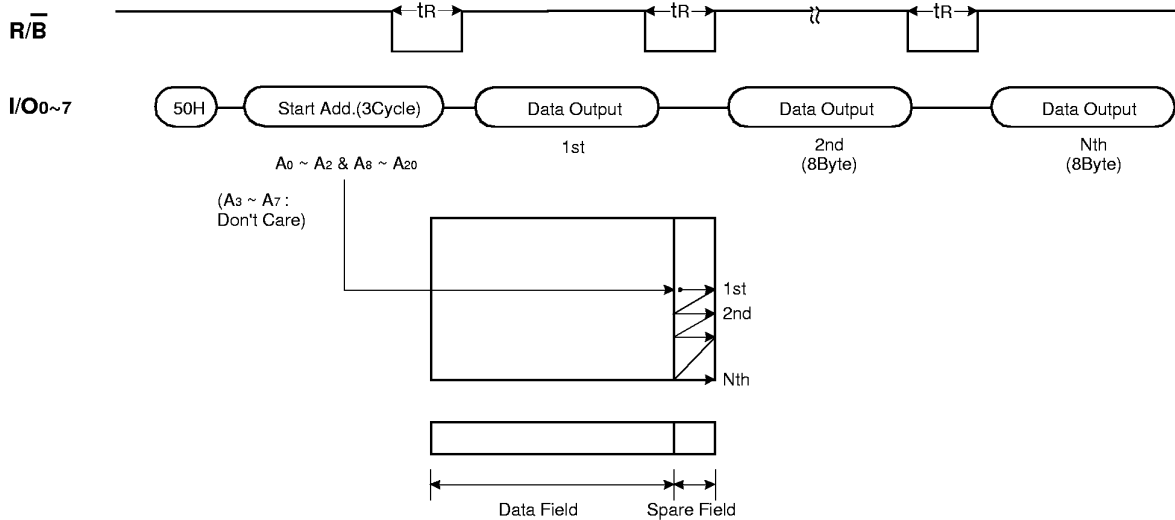 R/B̅ tR tR tR
I/O0~7 50H Start Add.(3Cycle) Data Output Data Output Data Output
1st 2nd Nth
(8Byte) (8Byte)
A0 ~ A2 & A8 ~ A20
(A3 ~ A7 :
Don't Care)
1st
2nd
Nth
Data Field Spare Field